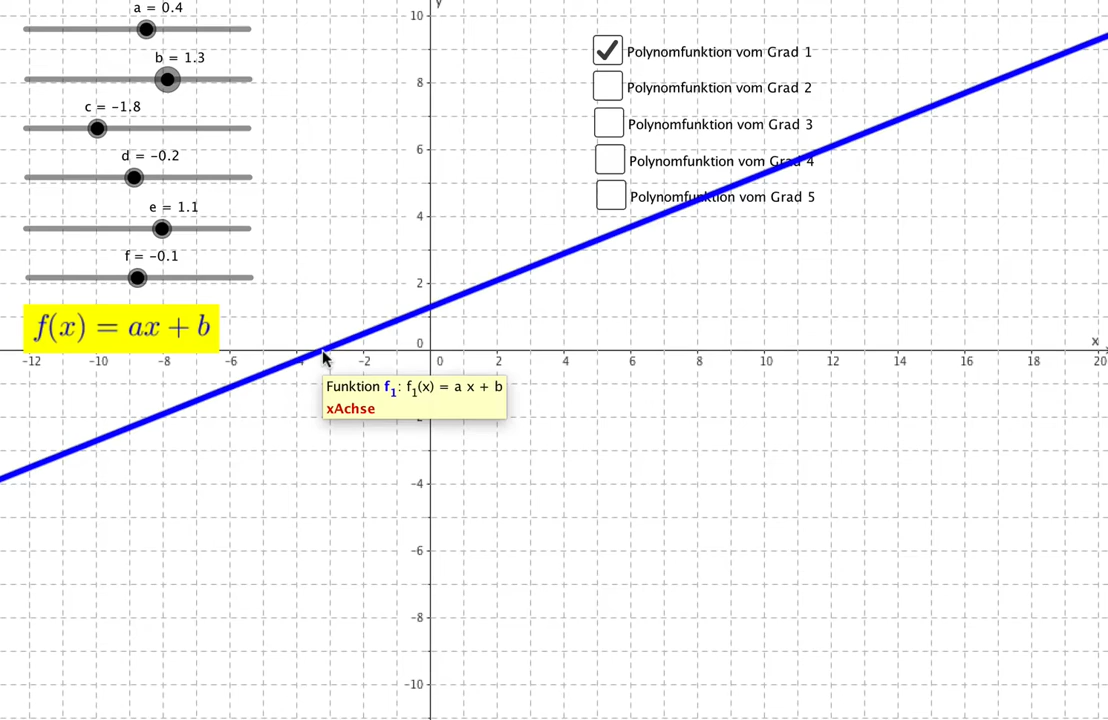 a = 0.4
b = 1.3
c = −1.8
d = −0.2
e = 1.1
f = −0.1
f(x) = ax + b
Polynomfunktion vom Grad 1
Polynomfunktion vom Grad 2
Polynomfunktion vom Grad 3
Polynomfunktion vom Grad 4
Polynomfunktion vom Grad 5
y
10
8
6
4
2
0
−12 −10 −8 −6 −2 0 2 4 6 8 10 12 14 16 18 20
x
Funktion f1: f1(x) = a x + b
xAchse
−4
−6
−8
−10